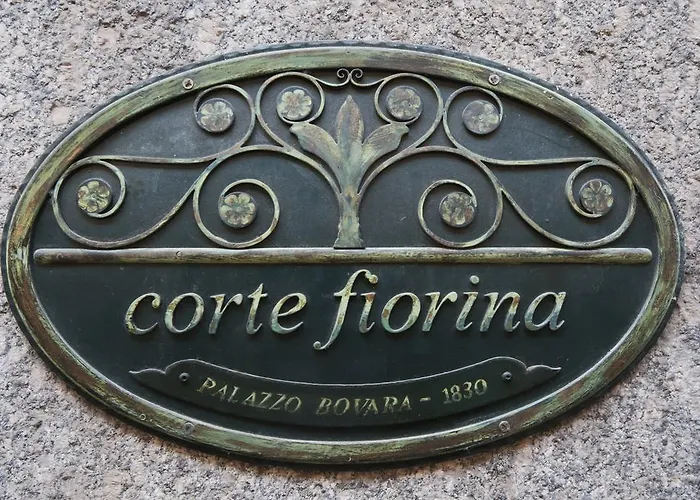 corte fiorina
PALAZZO BOVARA - 1830